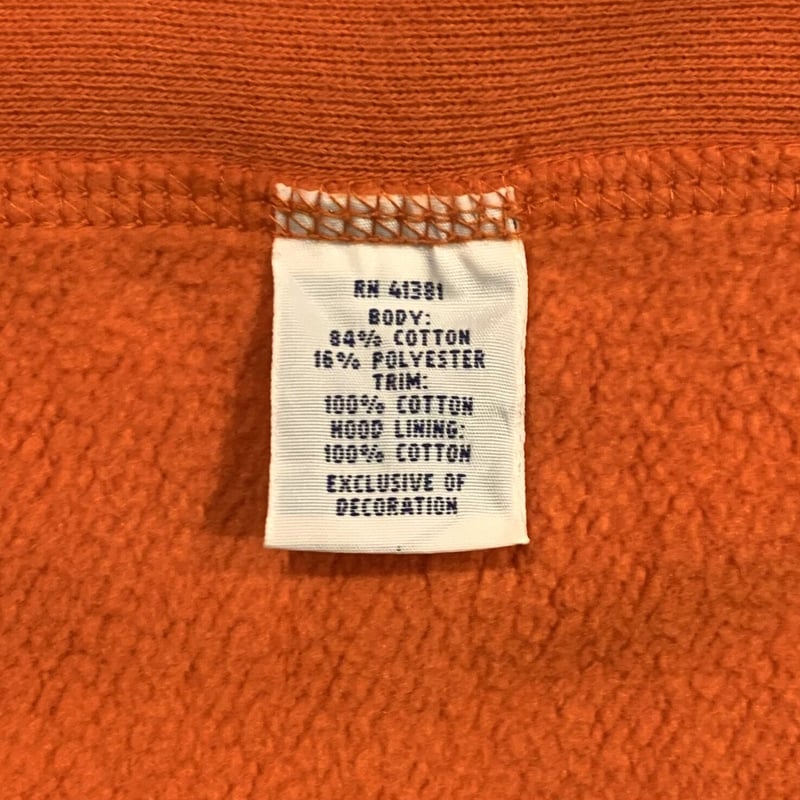 RN 41381
BODY:
84% COTTON
16% POLYESTER
TRIM:
100% COTTON
HOOD LINING:
100% COTTON
EXCLUSIVE OF
DECORATION